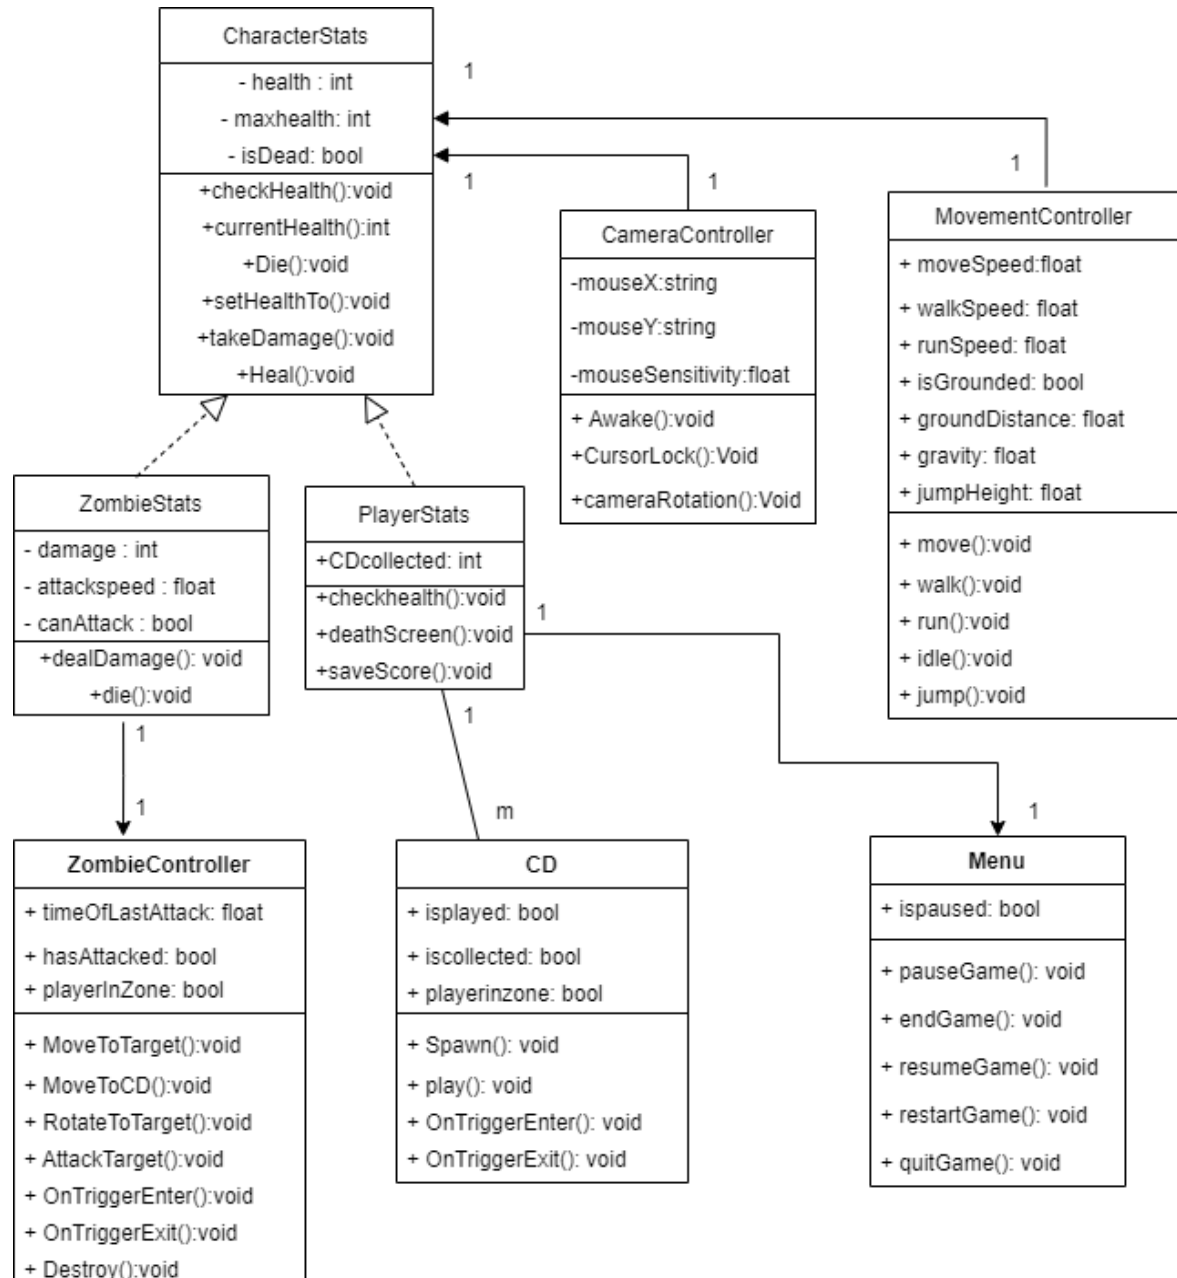 CharacterStats
- health : int
- maxhealth: int
- isDead: bool
+checkHealth():void
+currentHealth():int
+Die():void
+setHealthTo():void
+takeDamage():void
+Heal():void
1
1
1
1
CameraController
-mouseX:string
-mouseY:string
-mouseSensitivity:float
+ Awake():void
+CursorLock():Void
+cameraRotation():Void
MovementController
+ moveSpeed:float
+ walkSpeed: float
+ runSpeed: float
+ isGrounded: bool
+ groundDistance: float
+ gravity: float
+ jumpHeight: float
+ move():void
+ walk():void
+ run():void
+ idle():void
+ jump():void
ZombieStats
- damage : int
- attackspeed : float
- canAttack : bool
+dealDamage(): void
+die():void
PlayerStats
+CDcollected: int
+checkhealth():void
+deathScreen():void
+saveScore():void
1
1
1
1
m
1
ZombieController
+ timeOfLastAttack: float
+ hasAttacked: bool
+ playerInZone: bool
+ MoveToTarget():void
+ MoveToCD():void
+ RotateToTarget():void
+ AttackTarget():void
+ OnTriggerEnter():void
+ OnTriggerExit():void
+ Destroy():void
CD
+ isplayed: bool
+ iscollected: bool
+ playerinzone: bool
+ Spawn(): void
+ play(): void
+ OnTriggerEnter(): void
+ OnTriggerExit(): void
Menu
+ ispaused: bool
+ pauseGame(): void
+ endGame(): void
+ resumeGame(): void
+ restartGame(): void
+ quitGame(): void